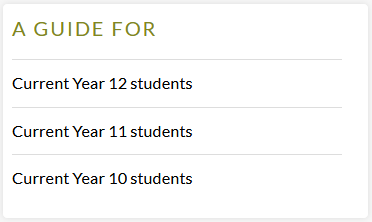 A GUIDE FOR
Current Year 12 students
Current Year 11 students
Current Year 10 students